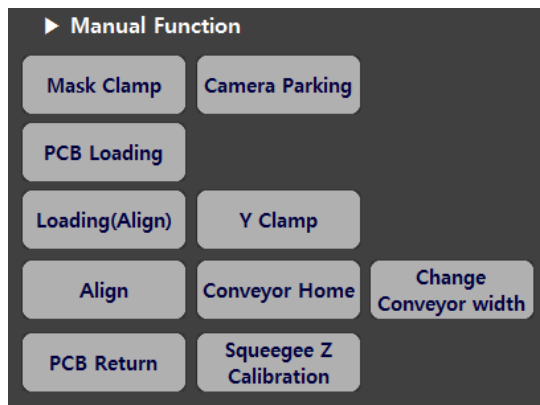 ▶ Manual Function
Mask Clamp
Camera Parking
PCB Loading
Loading(Align)
Y Clamp
Align
Conveyor Home
Change
Conveyor width
PCB Return
Squeegee Z
Calibration